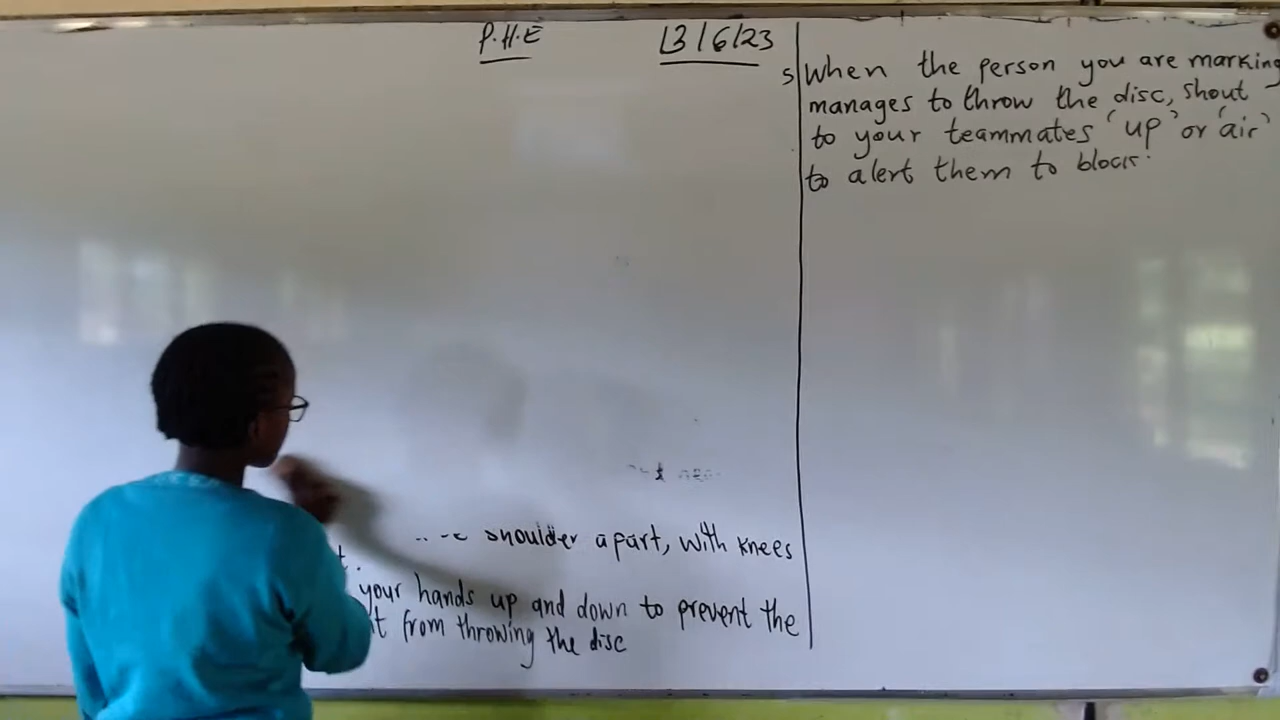 P.H.E 13/6/23
shoulder apart, with knees
your hands up and down to prevent the
from throwing the disc
5 When the person you are marking
manages to throw the disc, shout
to your teammates 'up' or 'air'
to alert them to block.